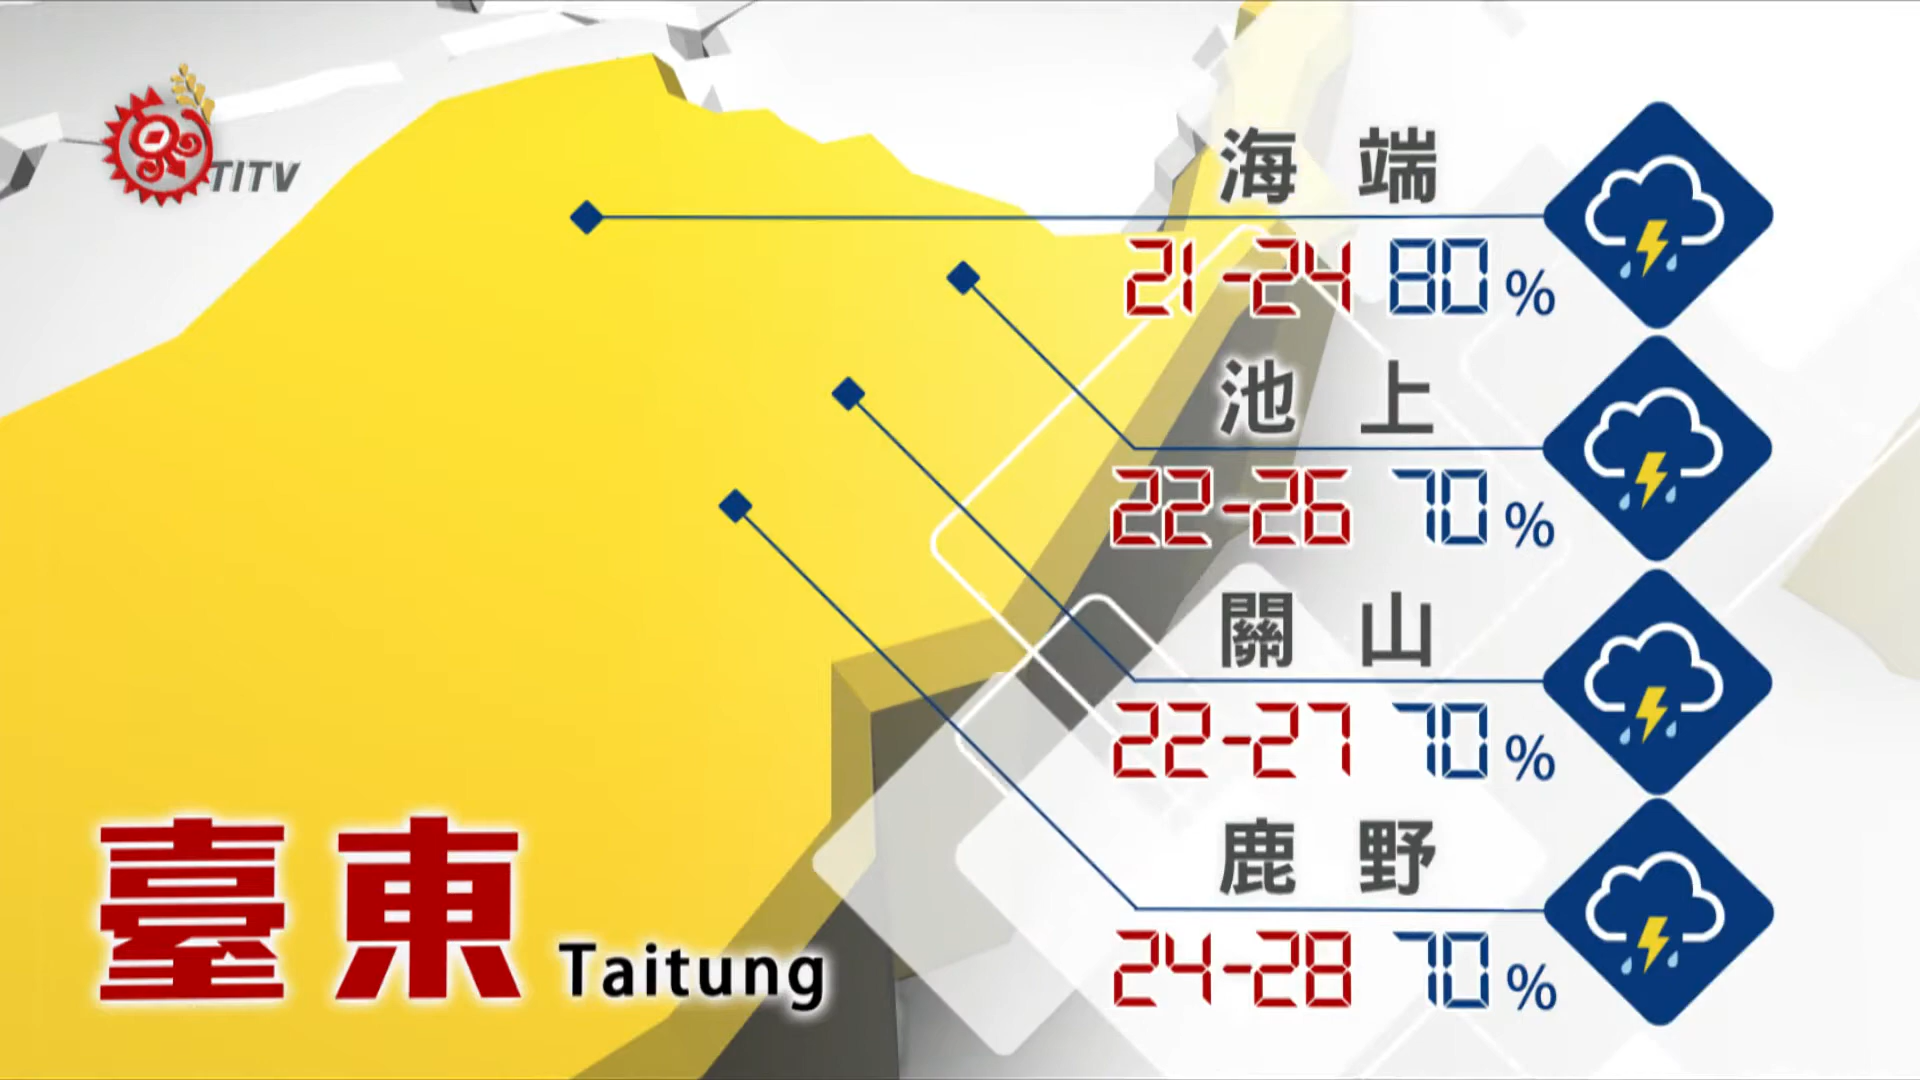 TITV
海端
21-24 80%
池上
22-26 70%
關山
22-27 70%
鹿野
24-28 70%
臺東 Taitung